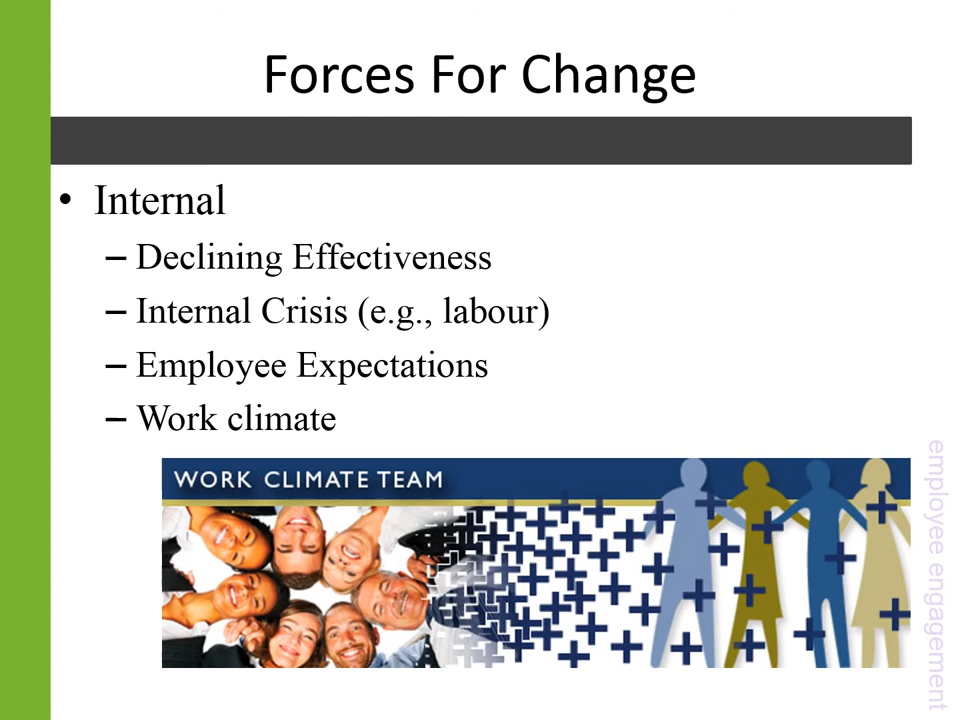 Forces For Change
• Internal
– Declining Effectiveness
– Internal Crisis (e.g., labour)
– Employee Expectations
– Work climate
WORK CLIMATE TEAM
employee engagement